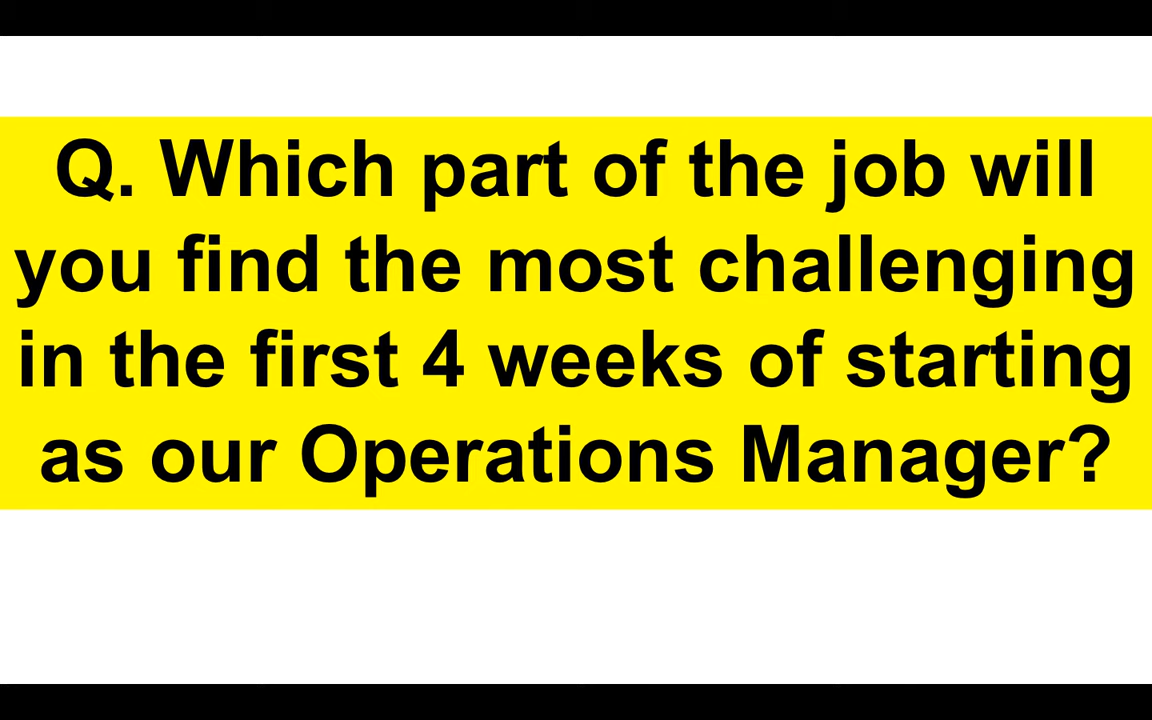 Q. Which part of the job will
you find the most challenging
in the first 4 weeks of starting
as our Operations Manager?